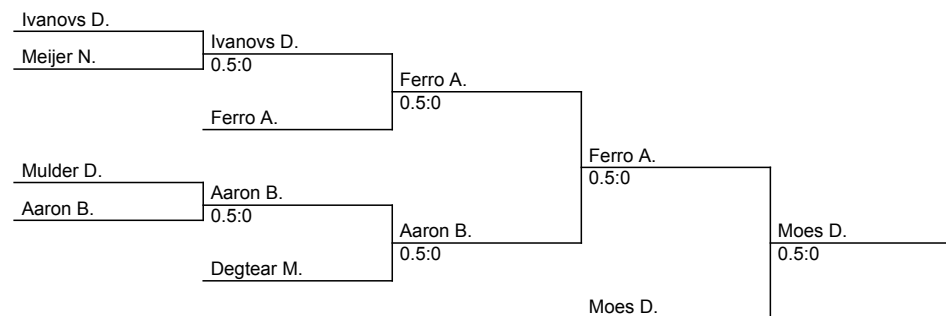 Ivanovs D.
Meijer N.
Ivanovs D.
0.5:0
Ferro A.
Ferro A.
0.5:0
Mulder D.
Aaron B.
Aaron B.
0.5:0
Degtear M.
Aaron B.
0.5:0
Ferro A.
0.5:0
Moes D.
Moes D.
0.5:0